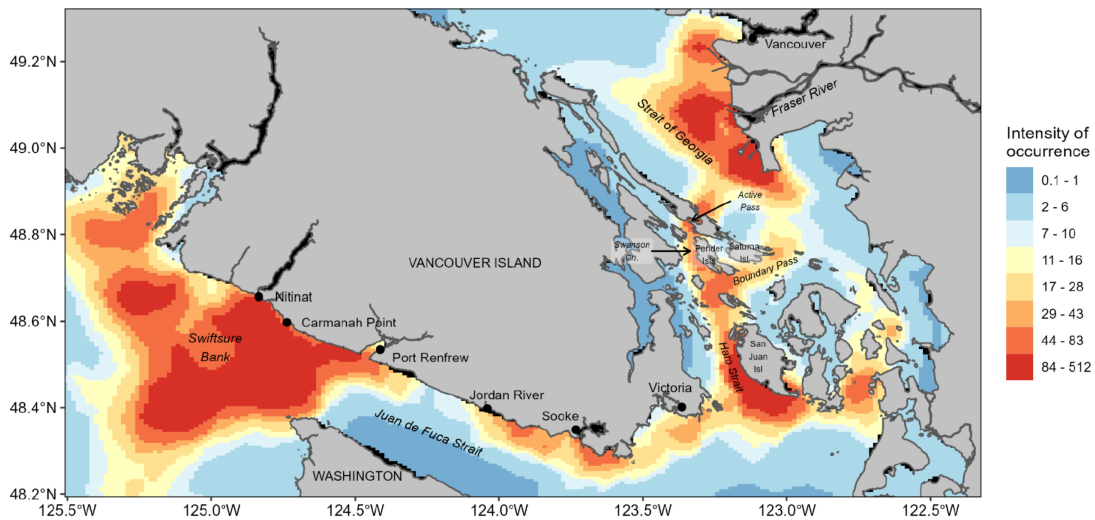 49.2°N
49.0°N
48.8°N
48.6°N
48.4°N
48.2°N
125.5°W
125.0°W
124.5°W
124.0°W
123.5°W
123.0°W
122.5°W
Vancouver
Fraser River
Strait of Georgia
Active
Pass
Swanson
Ch.
Pender
Isls
Saturna
Isl
Boundary Pass
VANCOUVER ISLAND
Nitinat
Carmanah Point
Swiftsure
Bank
Port Renfrew
San
Juan
Isl
Haro Strait
Victoria
Jordan River
Sooke
Juan de Fuca Strait
WASHINGTON
Intensity of
occurrence
0.1 - 1
2 - 6
7 - 10
11 - 16
17 - 28
29 - 43
44 - 83
84 - 512